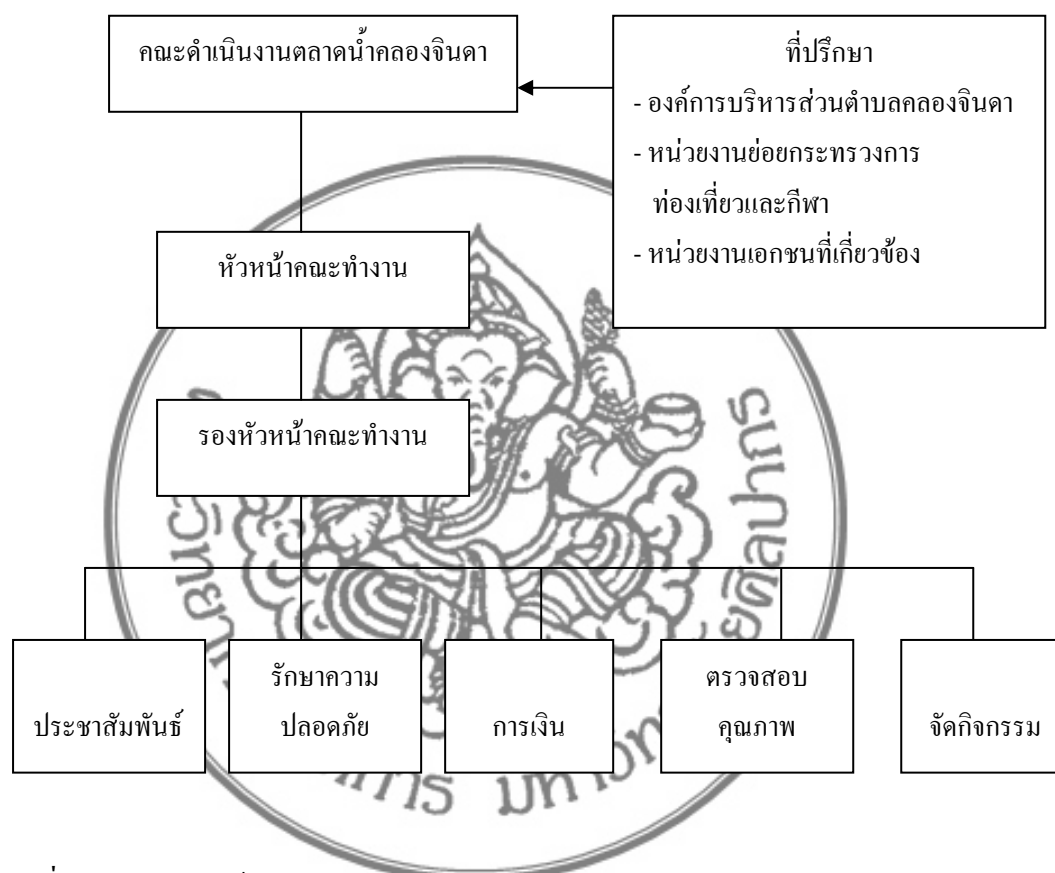 คณะดำเนินงานตลาดน้ำคลองจินดา
ที่ปรึกษา
- องค์การบริหารส่วนตำบลคลองจินดา
- หน่วยงานย่อยกระทรวงการ
ท่องเที่ยวและกีฬา
- หน่วยงานเอกชนที่เกี่ยวข้อง
หัวหน้าคณะทำงาน
รองหัวหน้าคณะทำงาน
ประชาสัมพันธ์
รักษาความ
ปลอดภัย
การเงิน
ตรวจสอบ
คุณภาพ
จัดกิจกรรม